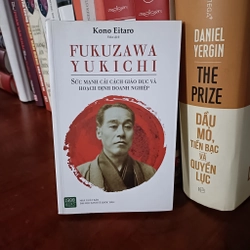 Kono Eitaro
FUKUZAWA
YUKICHI
SỨC MẠNH CẢI CÁCH GIÁO DỤC VÀ
HOẠCH ĐỊNH DOANH NGHIỆP
DANIEL
YERGIN
THE
PRIZE
DẦU
MỎ,
TIỀN BẠC
VÀ
QUYỀN
LỰC